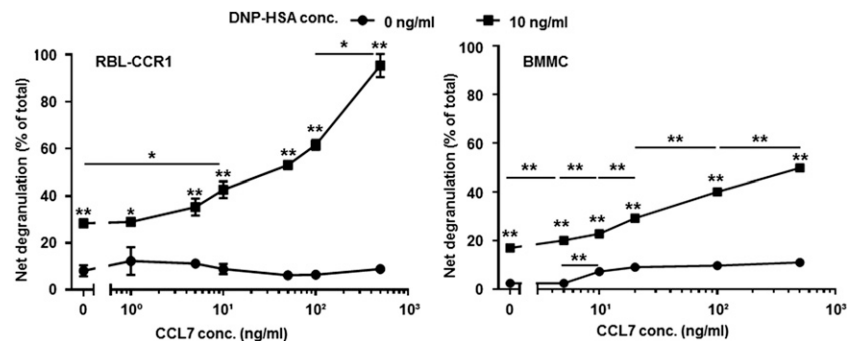 DNP-HSA conc. 0 ng/ml 10 ng/ml
RBL-CCR1
Net degranulation (% of total)
100
80
60
40
20
0
** * ** ** ** ** **
*
*
0 10⁰ 10¹ 10² 10³
CCL7 conc. (ng/ml)
BMMC
Net degranulation (% of total)
100
80
60
40
20
0
** ** ** ** **
** ** ** ** ** **
**
0 10¹ 10² 10³
CCL7 conc. (ng/ml)